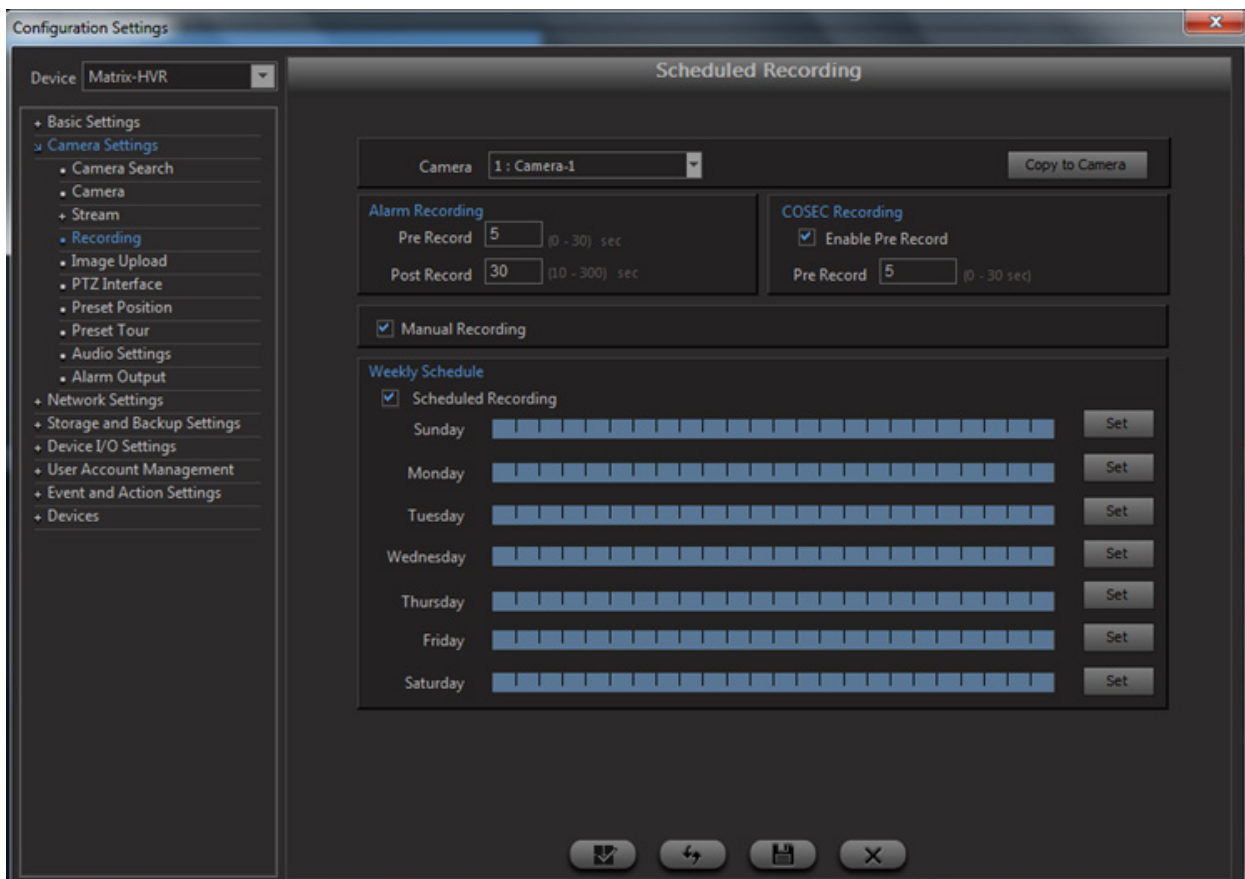 Configuration Settings
Device Matrix-HVR
+ Basic Settings
Camera Settings
Camera Search
Camera
+ Stream
Recording
Image Upload
PTZ Interface
Preset Position
Preset Tour
Audio Settings
Alarm Output
+ Network Settings
+ Storage and Backup Settings
+ Device I/O Settings
+ User Account Management
+ Event and Action Settings
+ Devices
Scheduled Recording
Camera 1 : Camera-1 Copy to Camera
Alarm Recording
Pre Record 5 (0 - 30) sec
Post Record 30 (10 - 300) sec
COSEC Recording
Enable Pre Record
Pre Record 5 (0 - 30 sec)
Manual Recording
Weekly Schedule
Scheduled Recording
Sunday Set
Monday Set
Tuesday Set
Wednesday Set
Thursday Set
Friday Set
Saturday Set